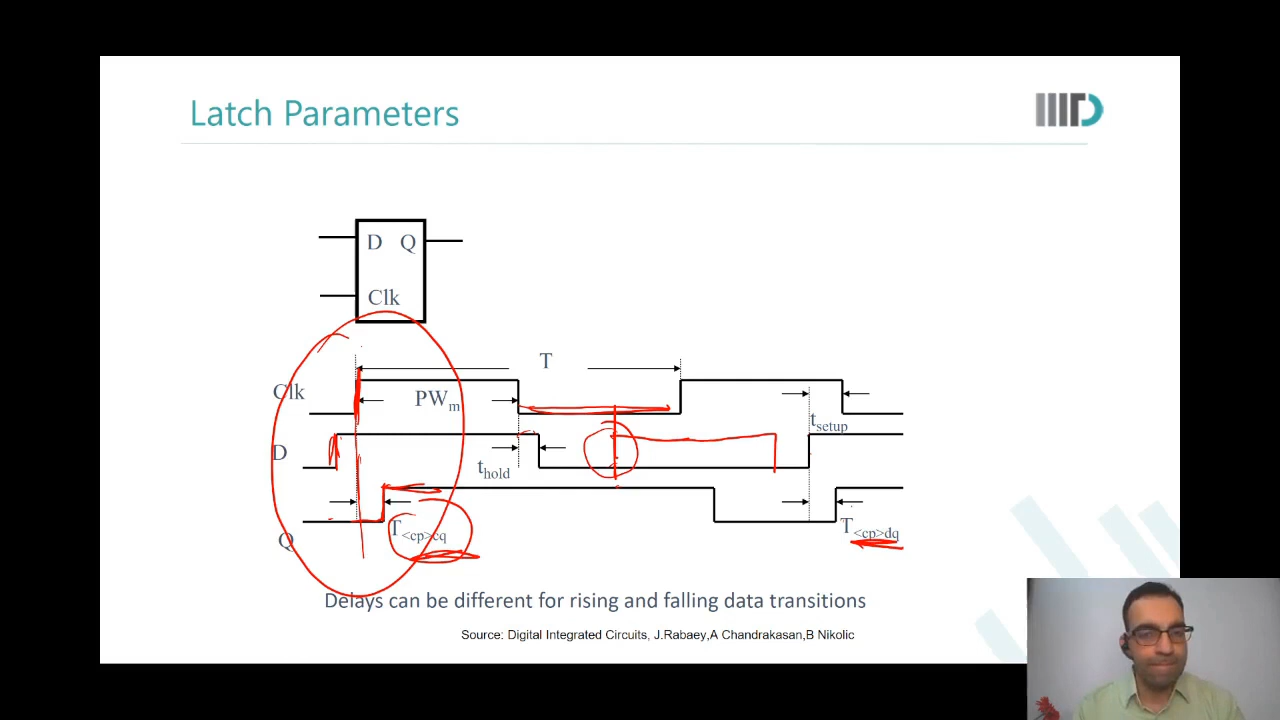 Latch Parameters
IIITD
D Q
Clk
T
Clk
PWm
tsetup
D
thold
T<cp>cq
T<cp>dq
Q
Delays can be different for rising and falling data transitions
Source: Digital Integrated Circuits, J.Rabaey,A Chandrakasan,B Nikolic